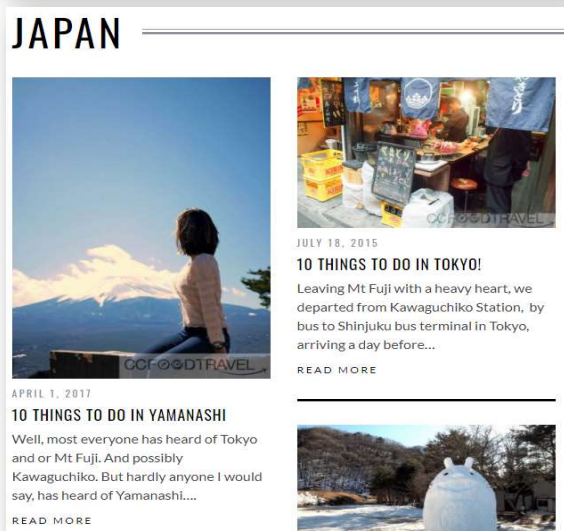 JAPAN
CCFOODTRAVEL
APRIL 1, 2017
10 THINGS TO DO IN YAMANASHI
Well, most everyone has heard of Tokyo
and or Mt Fuji. And possibly
Kawaguchiko. But hardly anyone I would
say, has heard of Yamanashi....
READ MORE
CCFOODTRAVEL
JULY 18, 2015
10 THINGS TO DO IN TOKYO!
Leaving Mt Fuji with a heavy heart, we
departed from Kawaguchiko Station, by
bus to Shinjuku bus terminal in Tokyo,
arriving a day before...
READ MORE